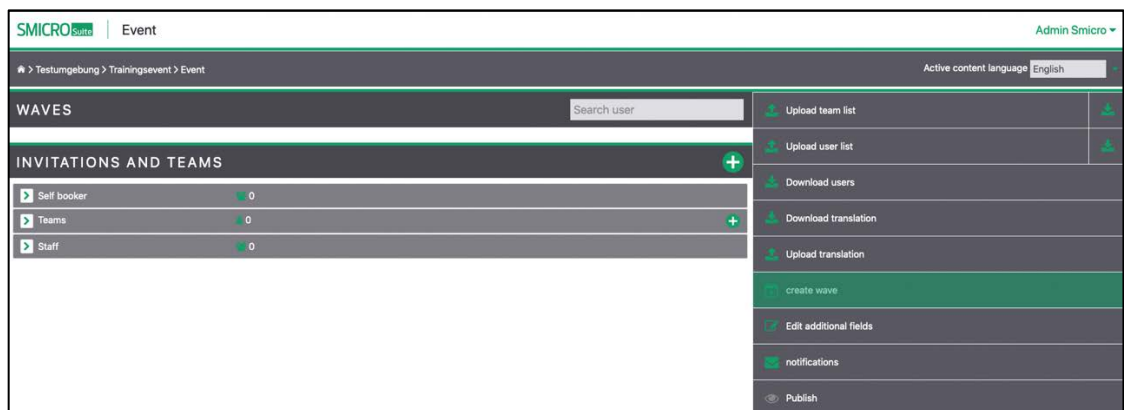 SMICRO Suite Event Admin Smicro
> Testumgebung > Trainingsevent > Event Active content language English
WAVES Search user
INVITATIONS AND TEAMS
Self booker 0
Teams 0
Staff 0
Upload team list
Upload user list
Download users
Download translation
Upload translation
create wave
Edit additional fields
notifications
Publish